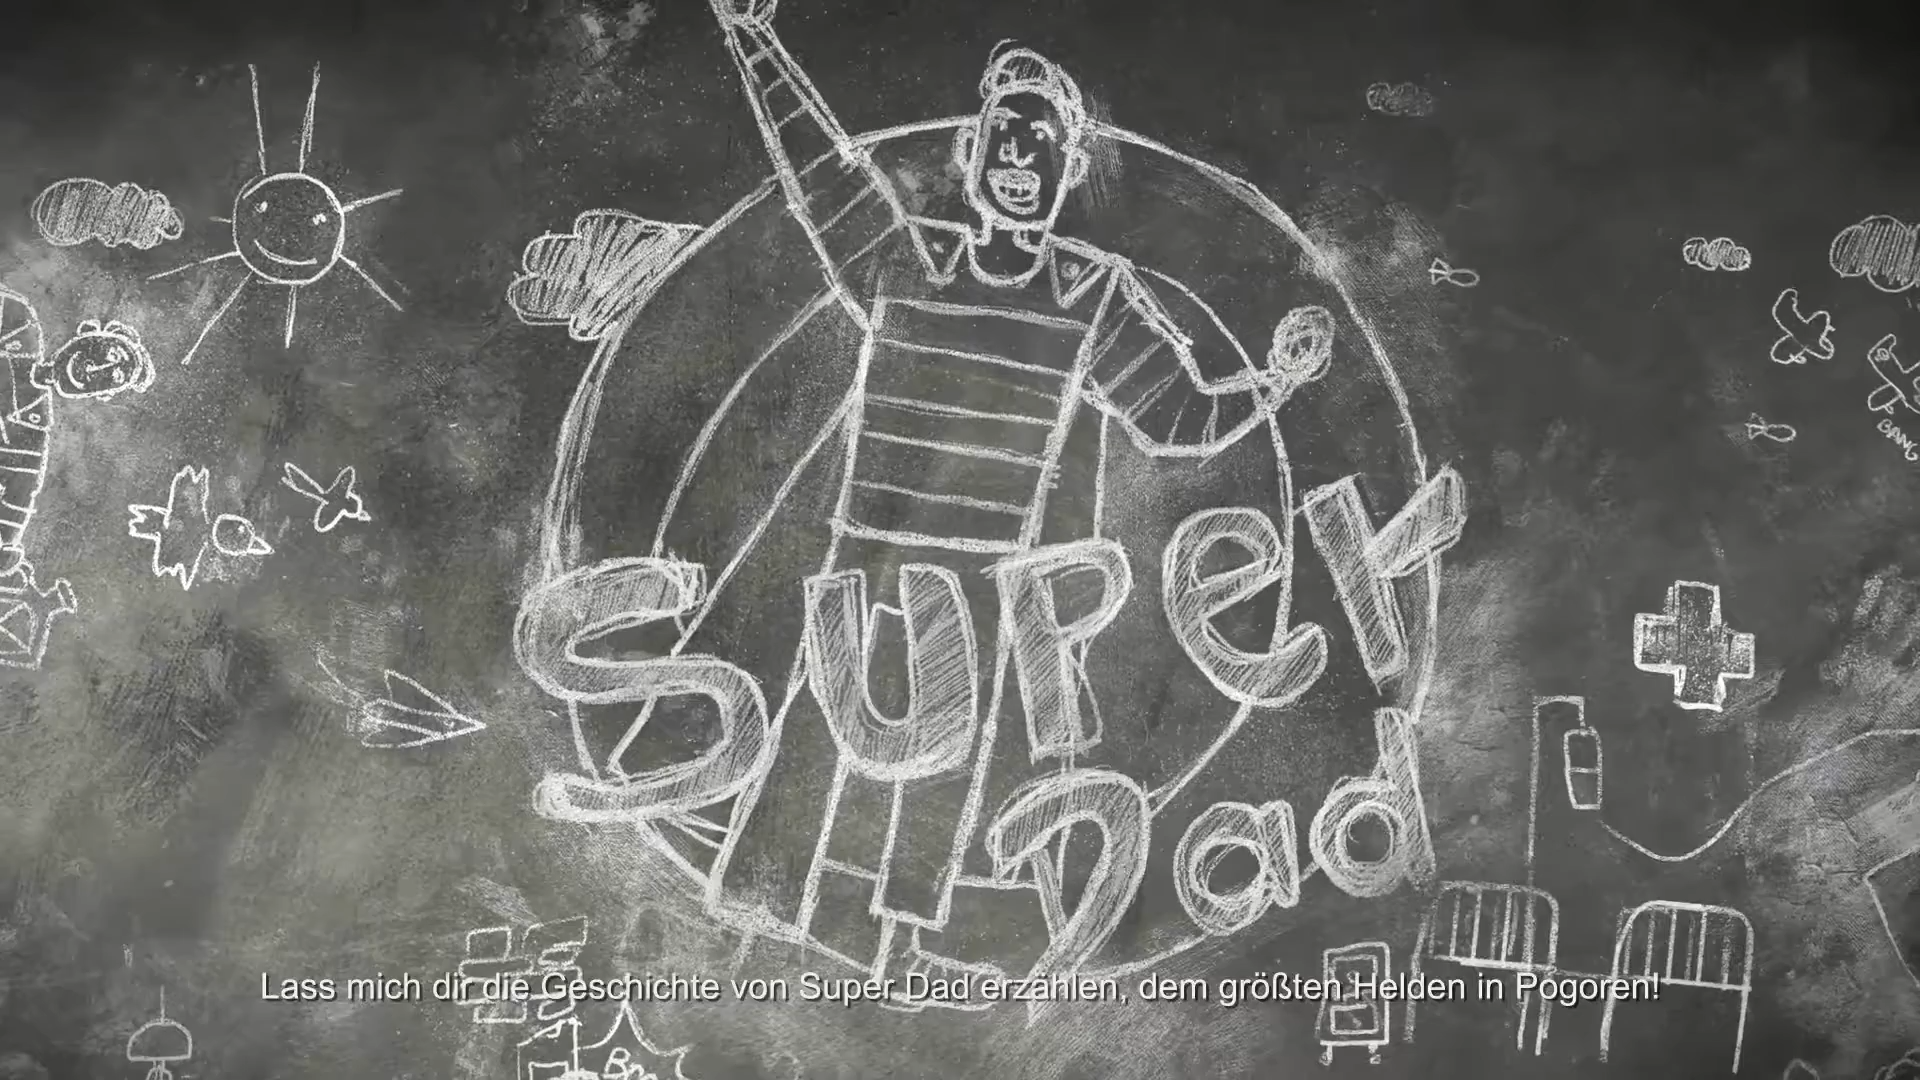 SUPer
Dad
BANG
Lass mich dir die Geschichte von Super Dad erzählen, dem größten Helden in Pogoren!